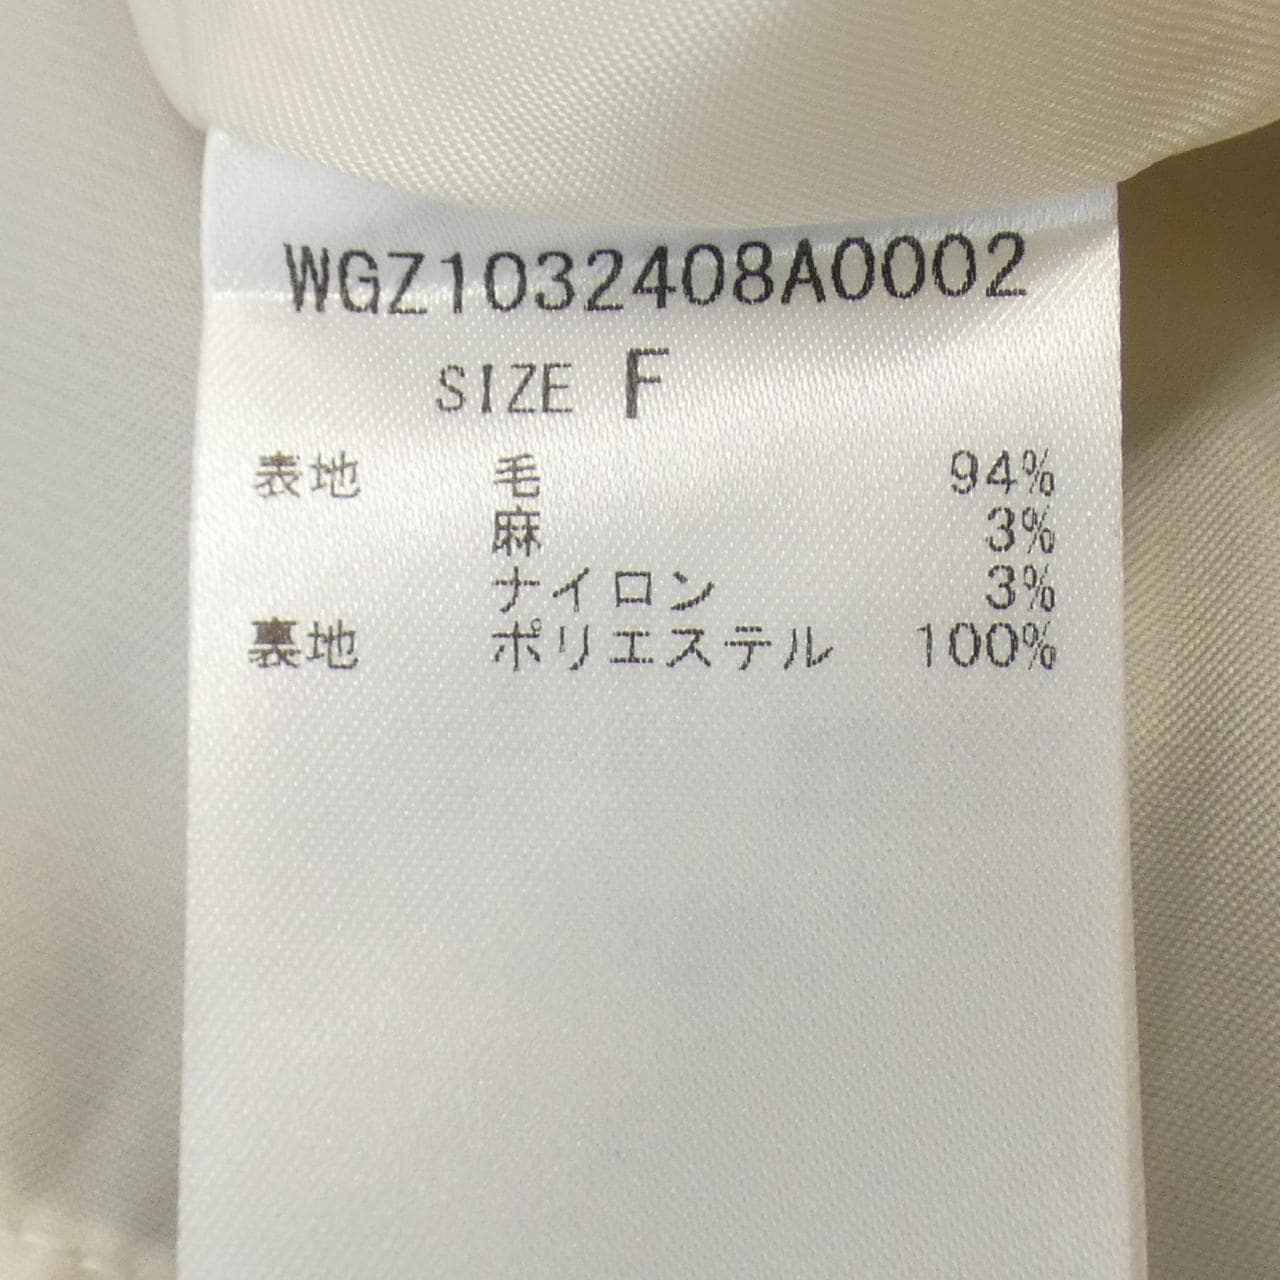 WGZ1032408A0002
SIZE F
表地 毛 94%
麻 3%
ナイロン 3%
裏地 ポリエステル 100%